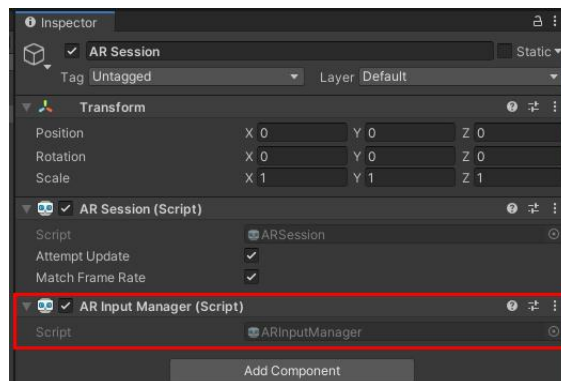 Inspector
AR Session Static
Tag Untagged Layer Default
Transform
Position X 0 Y 0 Z 0
Rotation X 0 Y 0 Z 0
Scale X 1 Y 1 Z 1
AR Session (Script)
Script ARSession
Attempt Update
Match Frame Rate
AR Input Manager (Script)
Script ARInputManager
Add Component